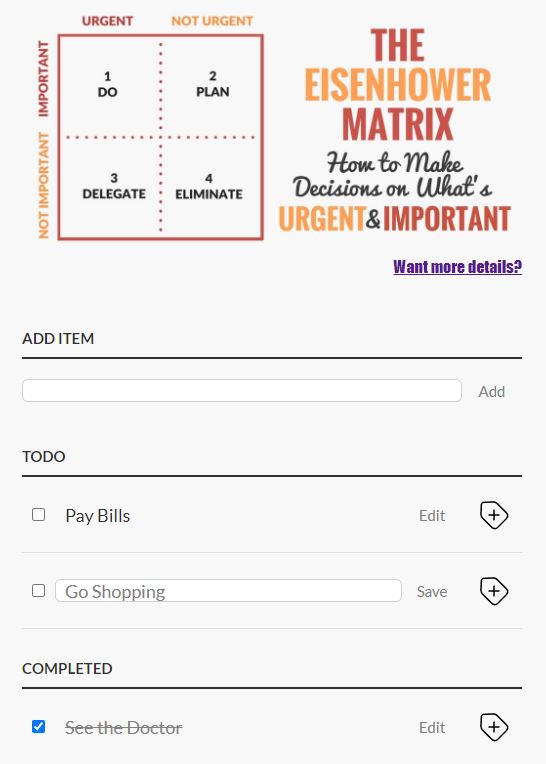 URGENT NOT URGENT
IMPORTANT
NOT IMPORTANT
1
DO
2
PLAN
3
DELEGATE
4
ELIMINATE
THE
EISENHOWER
MATRIX
How to Make
Decisions on What's
URGENT&IMPORTANT
Want more details?
ADD ITEM
Add
TODO
Pay Bills Edit
Go Shopping Save
COMPLETED
See the Doctor Edit